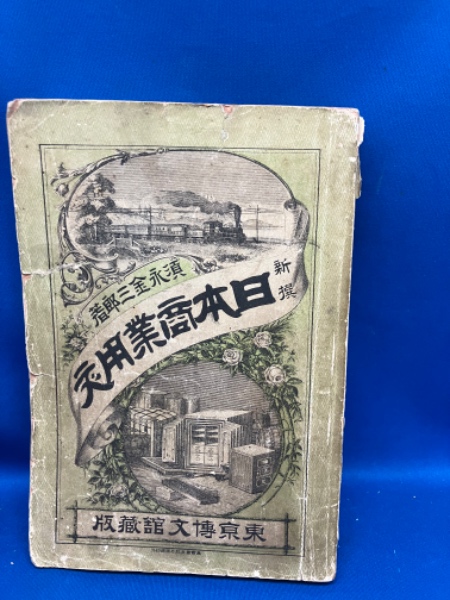 新撰
日本商業用文
須永金三郎著
東京博文館蔵版